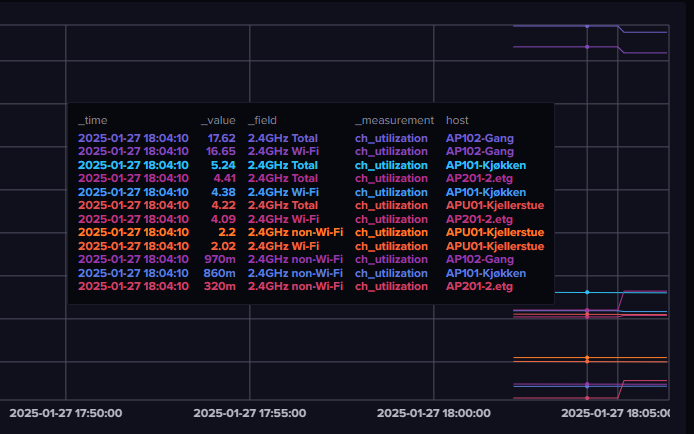 _time _value _field _measurement host
2025-01-27 18:04:10 17.62 2.4GHz Total ch_utilization AP102-Gang
2025-01-27 18:04:10 16.65 2.4GHz Wi-Fi ch_utilization AP102-Gang
2025-01-27 18:04:10 5.24 2.4GHz Total ch_utilization AP101-Kjøkken
2025-01-27 18:04:10 4.41 2.4GHz Total ch_utilization AP201-2.etg
2025-01-27 18:04:10 4.38 2.4GHz Wi-Fi ch_utilization AP101-Kjøkken
2025-01-27 18:04:10 4.22 2.4GHz Total ch_utilization APU01-Kjellerstue
2025-01-27 18:04:10 4.09 2.4GHz Wi-Fi ch_utilization AP201-2.etg
2025-01-27 18:04:10 2.2 2.4GHz non-Wi-Fi ch_utilization APU01-Kjellerstue
2025-01-27 18:04:10 2.02 2.4GHz Wi-Fi ch_utilization APU01-Kjellerstue
2025-01-27 18:04:10 970m 2.4GHz non-Wi-Fi ch_utilization AP102-Gang
2025-01-27 18:04:10 860m 2.4GHz non-Wi-Fi ch_utilization AP101-Kjøkken
2025-01-27 18:04:10 320m 2.4GHz non-Wi-Fi ch_utilization AP201-2.etg
2025-01-27 17:50:00 2025-01-27 17:55:00 2025-01-27 18:00:00 2025-01-27 18:05:00